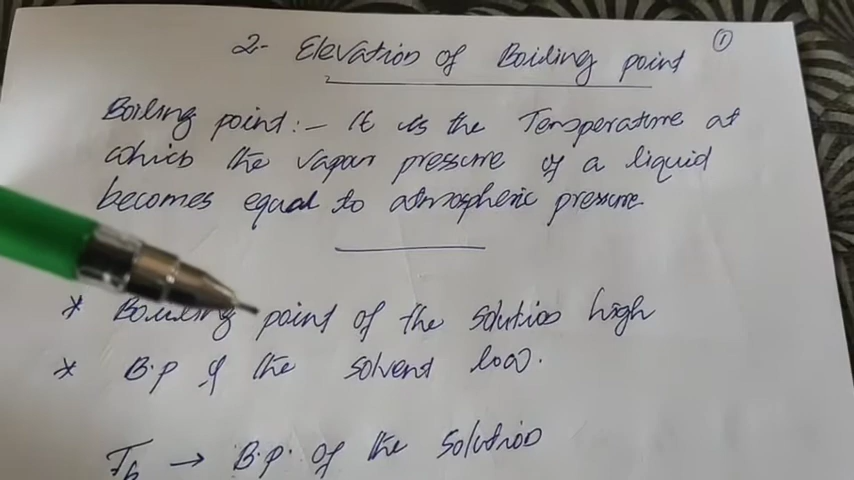 2- Elevation of Boiling point ①
Boiling point:- It is the Temperature at
which the vapour pressure of a liquid
becomes equal to atmospheric pressure
* Boiling point of the solution high
* B.p of the solvent low.
Tb → B.p. of the solution